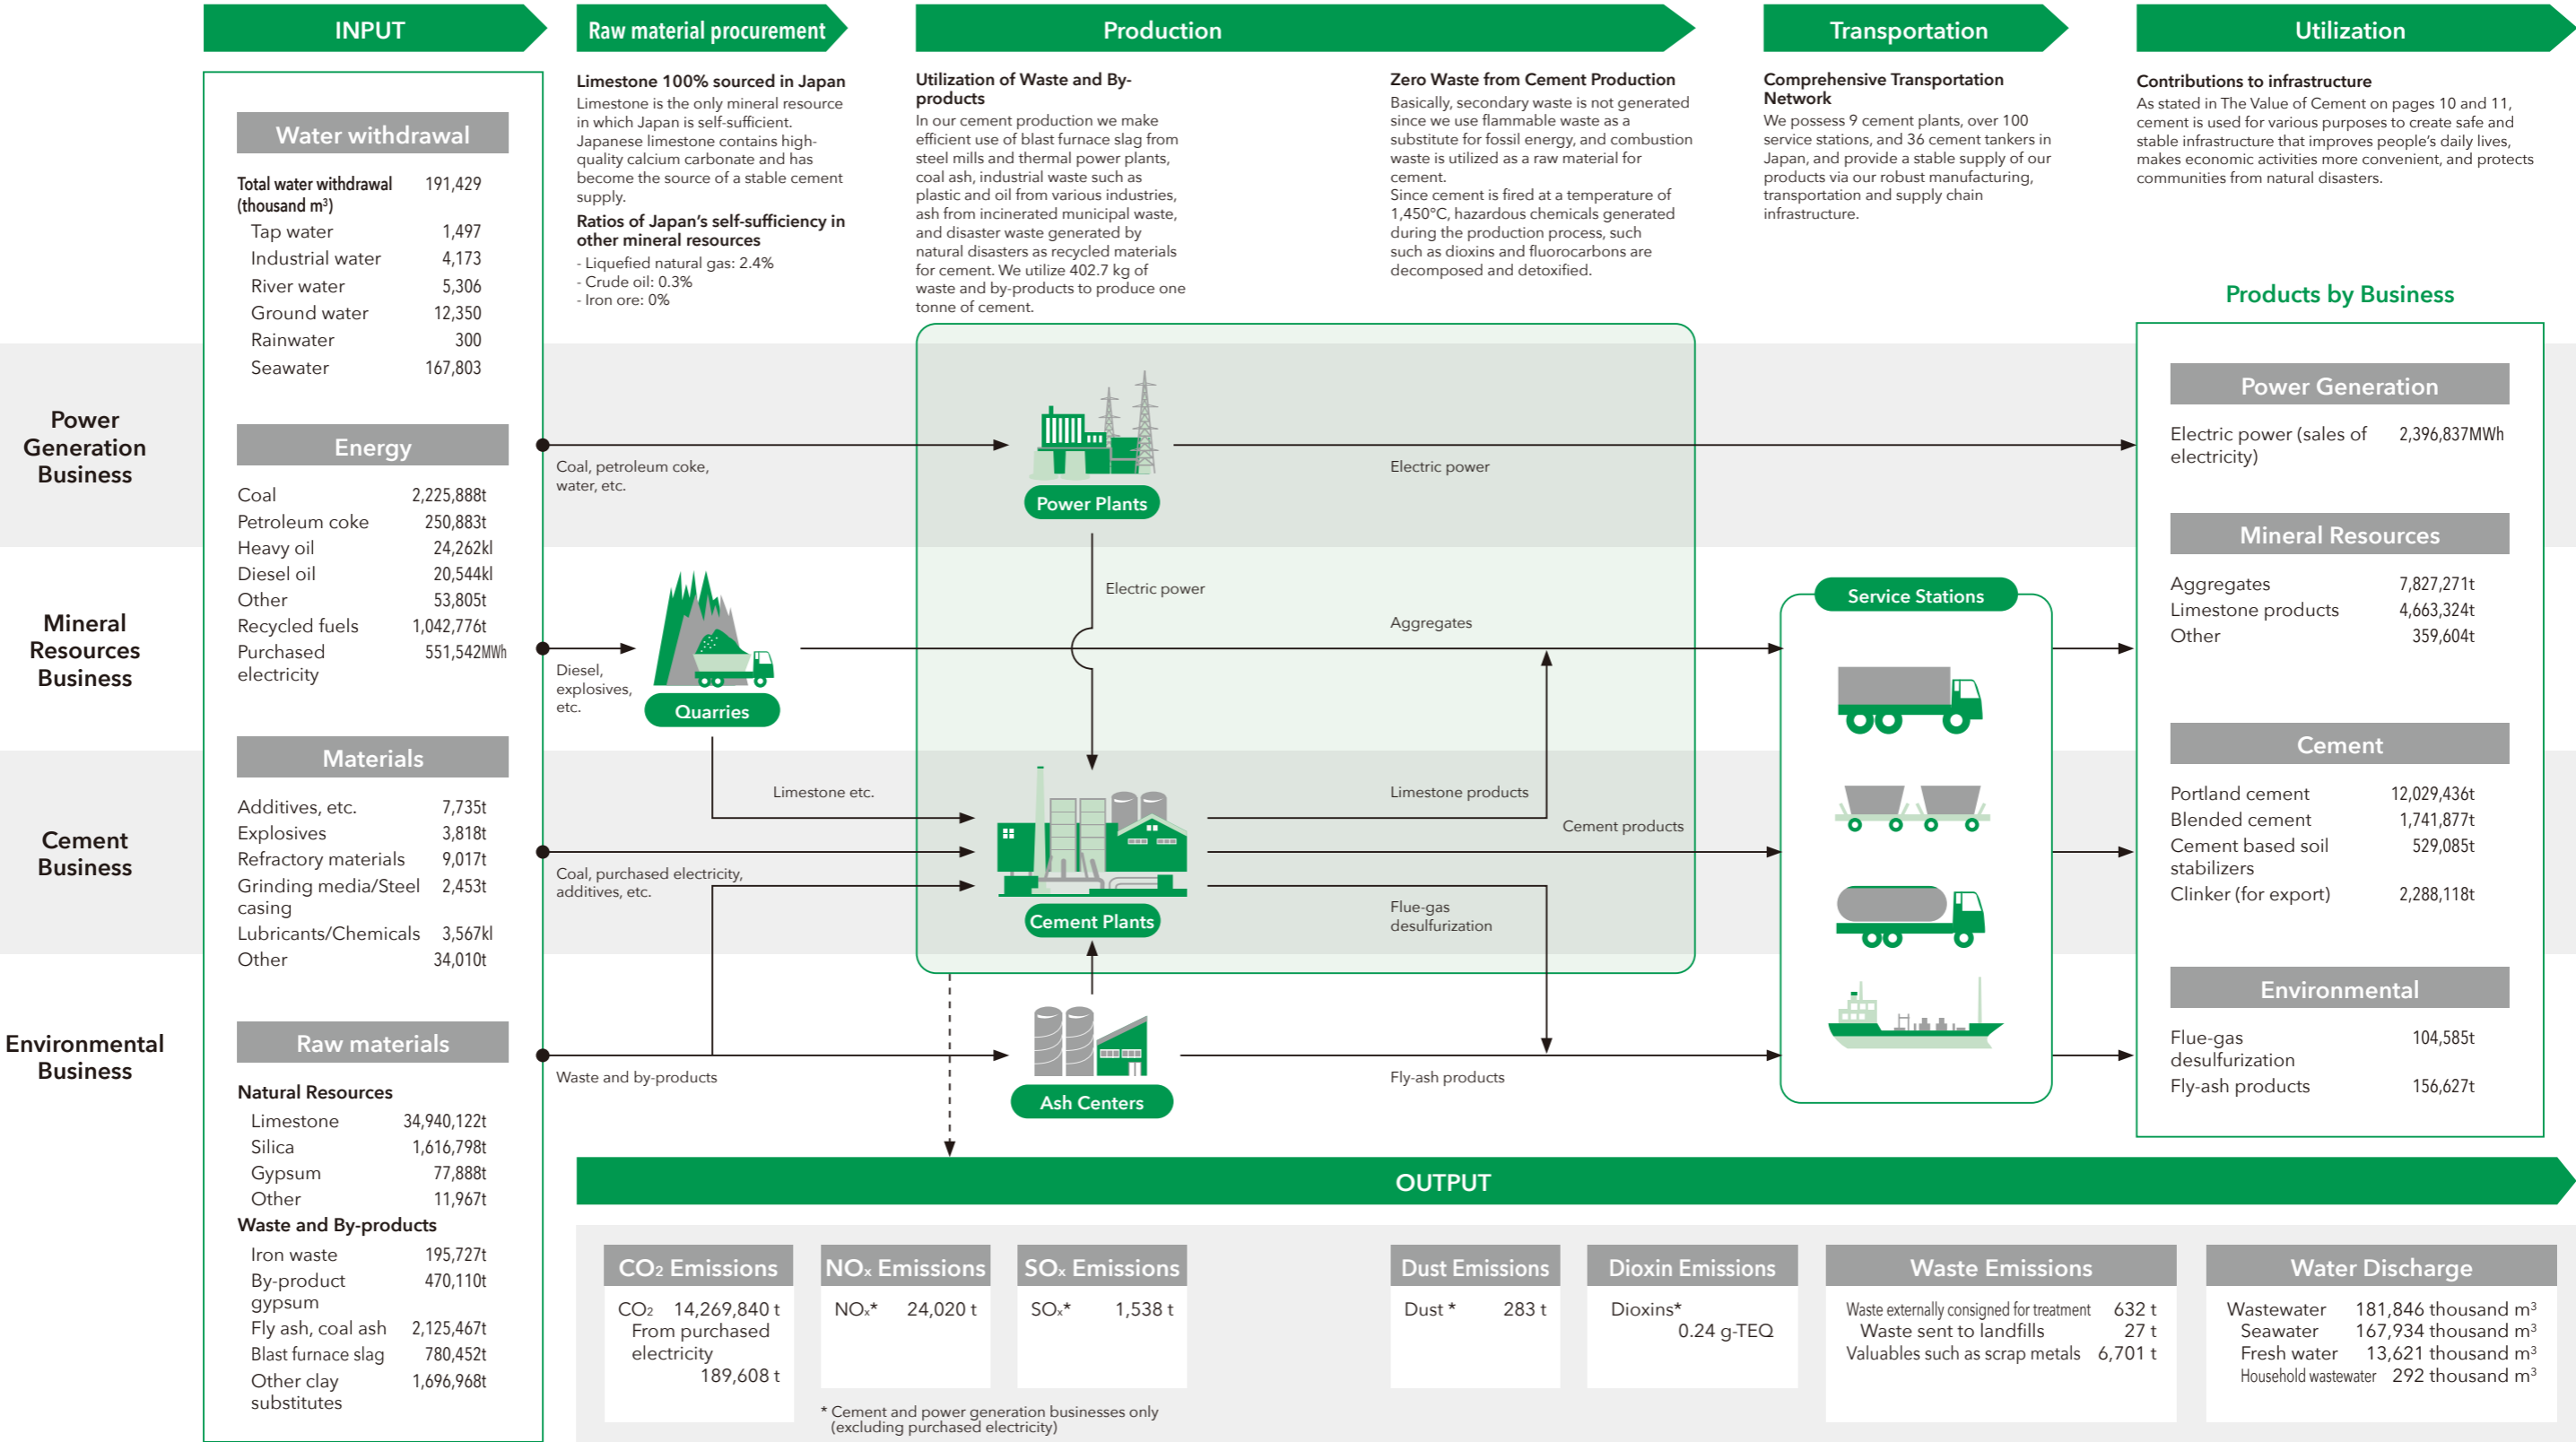 INPUT
Raw material procurement
Production
Transportation
Utilization
Power
Generation
Business
Mineral
Resources
Business
Cement
Business
Environmental
Business
Water withdrawal
Total water withdrawal 191,429
(thousand m³)
Tap water 1,497
Industrial water 4,173
River water 5,306
Ground water 12,350
Rainwater 300
Seawater 167,803
Energy
Coal 2,225,888t
Petroleum coke 250,883t
Heavy oil 24,262kl
Diesel oil 20,544kl
Other 53,805t
Recycled fuels 1,042,776t
Purchased 551,542MWh
electricity
Materials
Additives, etc. 7,735t
Explosives 3,818t
Refractory materials 9,017t
Grinding media/Steel 2,453t
casing
Lubricants/Chemicals 3,567kl
Other 34,010t
Raw materials
Natural Resources
Limestone 34,940,122t
Silica 1,616,798t
Gypsum 77,888t
Other 11,967t
Waste and By-products
Iron waste 195,727t
By-product 470,110t
gypsum
Fly ash, coal ash 2,125,467t
Blast furnace slag 780,452t
Other clay 1,696,968t
substitutes
Limestone 100% sourced in Japan
Limestone is the only mineral resource
in which Japan is self-sufficient.
Japanese limestone contains high-
quality calcium carbonate and has
become the source of a stable cement
supply.
Ratios of Japan's self-sufficiency in
other mineral resources
- Liquefied natural gas: 2.4%
- Crude oil: 0.3%
- Iron ore: 0%
Utilization of Waste and By-
products
In our cement production we make
efficient use of blast furnace slag from
steel mills and thermal power plants,
coal ash, industrial waste such as
plastic and oil from various industries,
ash from incinerated municipal waste,
and disaster waste generated by
natural disasters as recycled materials
for cement. We utilize 402.7 kg of
waste and by-products to produce one
tonne of cement.
Zero Waste from Cement Production
Basically, secondary waste is not generated
since we use flammable waste as a
substitute for fossil energy, and combustion
waste is utilized as a raw material for
cement.
Since cement is fired at a temperature of
1,450°C, hazardous chemicals generated
during the production process, such
such as dioxins and fluorocarbons are
decomposed and detoxified.
Comprehensive Transportation
Network
We possess 9 cement plants, over 100
service stations, and 36 cement tankers in
Japan, and provide a stable supply of our
products via our robust manufacturing,
transportation and supply chain
infrastructure.
Contributions to infrastructure
As stated in The Value of Cement on pages 10 and 11,
cement is used for various purposes to create safe and
stable infrastructure that improves people's daily lives,
makes economic activities more convenient, and protects
communities from natural disasters.
Coal, petroleum coke,
water, etc.
Power Plants
Electric power
Electric power
Diesel,
explosives,
etc.
Quarries
Aggregates
Limestone etc.
Limestone products
Cement products
Coal, purchased electricity,
additives, etc.
Cement Plants
Flue-gas
desulfurization
Waste and by-products
Ash Centers
Fly-ash products
Service Stations
Products by Business
Power Generation
Electric power (sales of 2,396,837MWh
electricity)
Mineral Resources
Aggregates 7,827,271t
Limestone products 4,663,324t
Other 359,604t
Cement
Portland cement 12,029,436t
Blended cement 1,741,877t
Cement based soil 529,085t
stabilizers
Clinker (for export) 2,288,118t
Environmental
Flue-gas 104,585t
desulfurization
Fly-ash products 156,627t
OUTPUT
CO₂ Emissions
CO₂ 14,269,840 t
From purchased
electricity
189,608 t
NOx Emissions
NOx* 24,020 t
SOx Emissions
SOx* 1,538 t
* Cement and power generation businesses only
(excluding purchased electricity)
Dust Emissions
Dust * 283 t
Dioxin Emissions
Dioxins*
0.24 g-TEQ
Waste Emissions
Waste externally consigned for treatment 632 t
Waste sent to landfills 27 t
Valuables such as scrap metals 6,701 t
Water Discharge
Wastewater 181,846 thousand m³
Seawater 167,934 thousand m³
Fresh water 13,621 thousand m³
Household wastewater 292 thousand m³